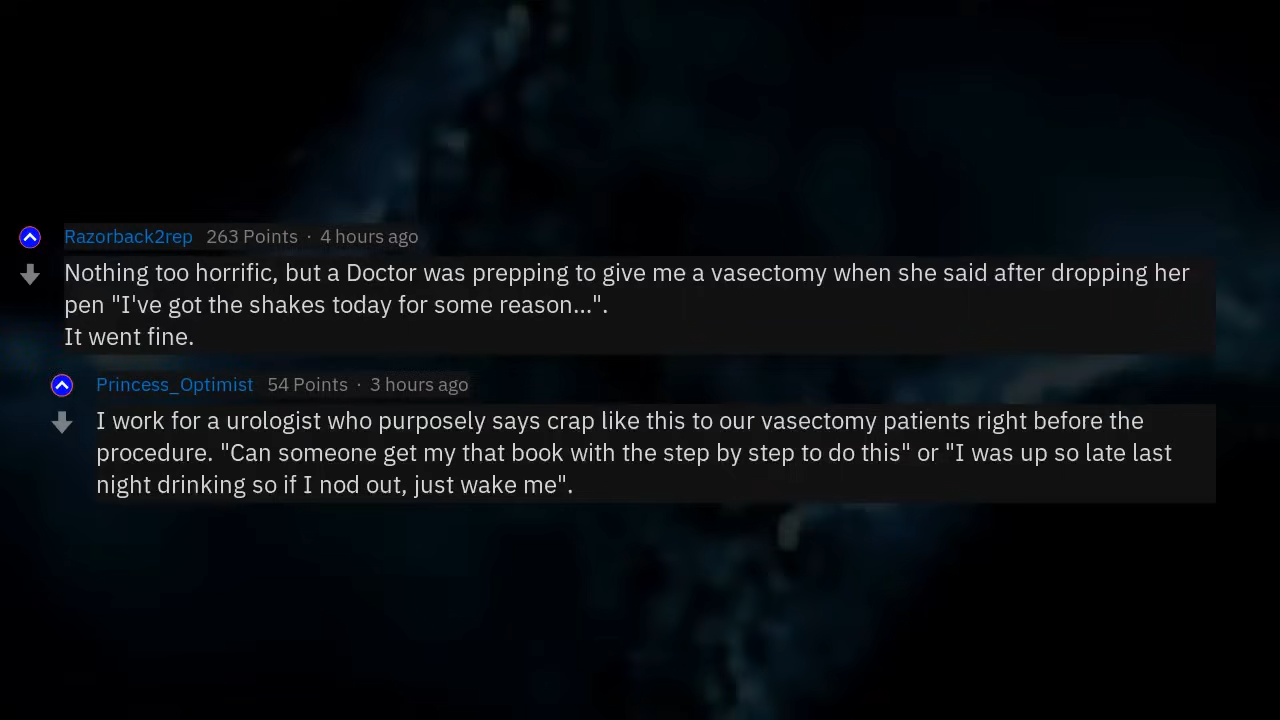 Razorback2rep 263 Points · 4 hours ago
Nothing too horrific, but a Doctor was prepping to give me a vasectomy when she said after dropping her
pen "I've got the shakes today for some reason...".
It went fine.
Princess_Optimist 54 Points · 3 hours ago
I work for a urologist who purposely says crap like this to our vasectomy patients right before the
procedure. "Can someone get my that book with the step by step to do this" or "I was up so late last
night drinking so if I nod out, just wake me".